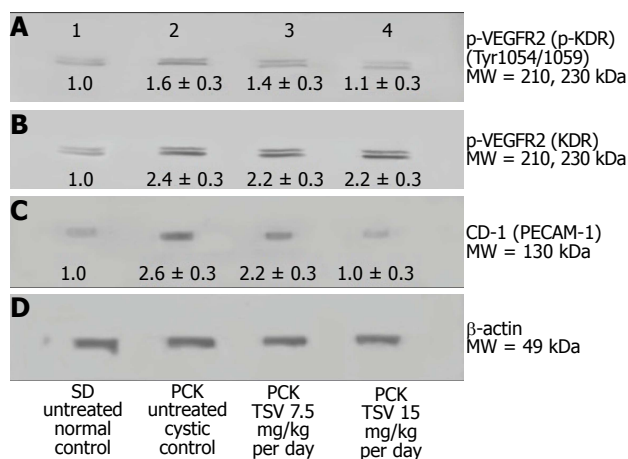 A
1 2 3 4
p-VEGFR2 (p-KDR)
(Tyr1054/1059)
MW = 210, 230 kDa
1.0 1.6 ± 0.3 1.4 ± 0.3 1.1 ± 0.3
B
p-VEGFR2 (KDR)
MW = 210, 230 kDa
1.0 2.4 ± 0.3 2.2 ± 0.3 2.2 ± 0.3
C
CD-1 (PECAM-1)
MW = 130 kDa
1.0 2.6 ± 0.3 2.2 ± 0.3 1.0 ± 0.3
D
β-actin
MW = 49 kDa
SD
untreated
normal
control
PCK
untreated
cystic
control
PCK
TSV 7.5
mg/kg
per day
PCK
TSV 15
mg/kg
per day